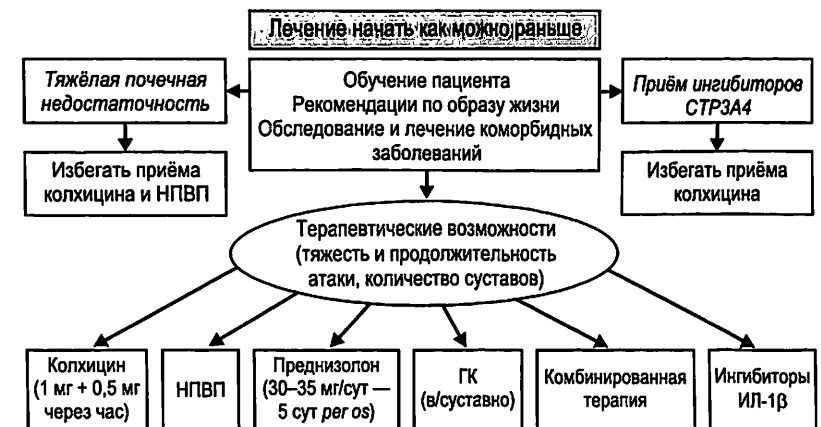 Лечение начать как можно раньше
Тяжёлая почечная
недостаточность
Обучение пациента
Рекомендации по образу жизни
Обследование и лечение коморбидных
заболеваний
Приём ингибиторов
СТР3А4
Избегать приёма
колхицина и НПВП
Избегать приёма
колхицина
Терапевтические возможности
(тяжесть и продолжительность
атаки, количество суставов)
Колхицин
(1 мг + 0,5 мг
через час)
НПВП
Преднизолон
(30–35 мг/сут —
5 сут per os)
ГК
(в/суставно)
Комбинированная
терапия
Ингибиторы
ИЛ-1β